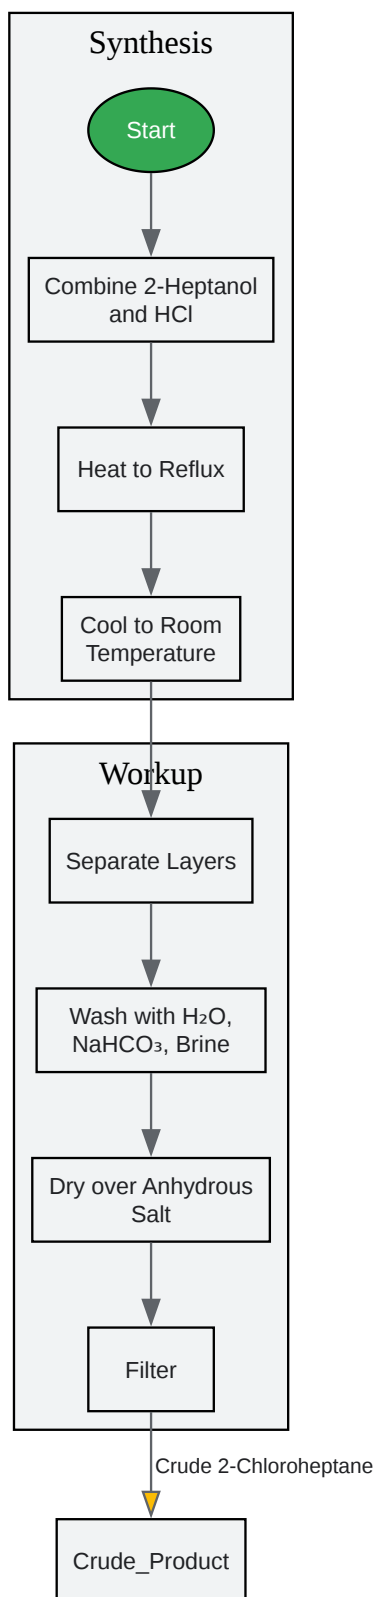 Synthesis
Start
Combine 2-Heptanol
and HCl
Heat to Reflux
Cool to Room
Temperature
Workup
Separate Layers
Wash with H₂O,
NaHCO₃, Brine
Dry over Anhydrous
Salt
Filter
Crude 2-Chloroheptane
Crude_Product